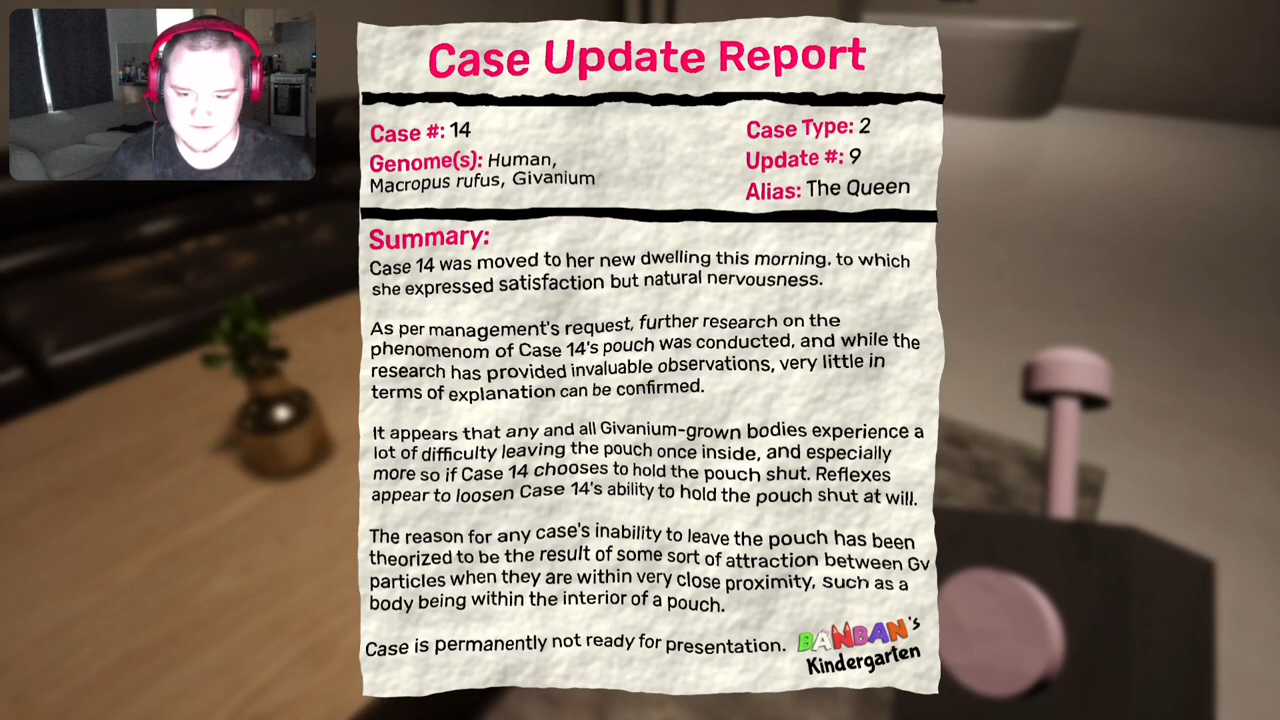 Case Update Report
Case #: 14
Genome(s): Human,
Macropus rufus, Givanium
Case Type: 2
Update #: 9
Alias: The Queen
Summary:
Case 14 was moved to her new dwelling this morning, to which
she expressed satisfaction but natural nervousness.
As per management's request, further research on the
phenomenom of Case 14's pouch was conducted, and while the
research has provided invaluable observations, very little in
terms of explanation can be confirmed.
It appears that any and all Givanium-grown bodies experience a
lot of difficulty leaving the pouch once inside, and especially
more so if Case 14 chooses to hold the pouch shut. Reflexes
appear to loosen Case 14's ability to hold the pouch shut at will.
The reason for any case's inability to leave the pouch has been
theorized to be the result of some sort of attraction between Gv
particles when they are within very close proximity, such as a
body being within the interior of a pouch.
Case is permanently not ready for presentation.
BANBAN's
Kindergarten